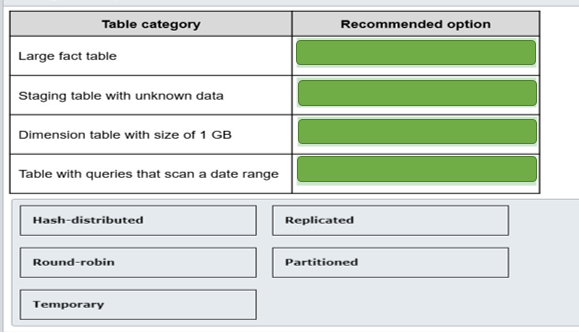 Table category Recommended option
Large fact table
Staging table with unknown data
Dimension table with size of 1 GB
Table with queries that scan a date range
Hash-distributed Replicated
Round-robin Partitioned
Temporary